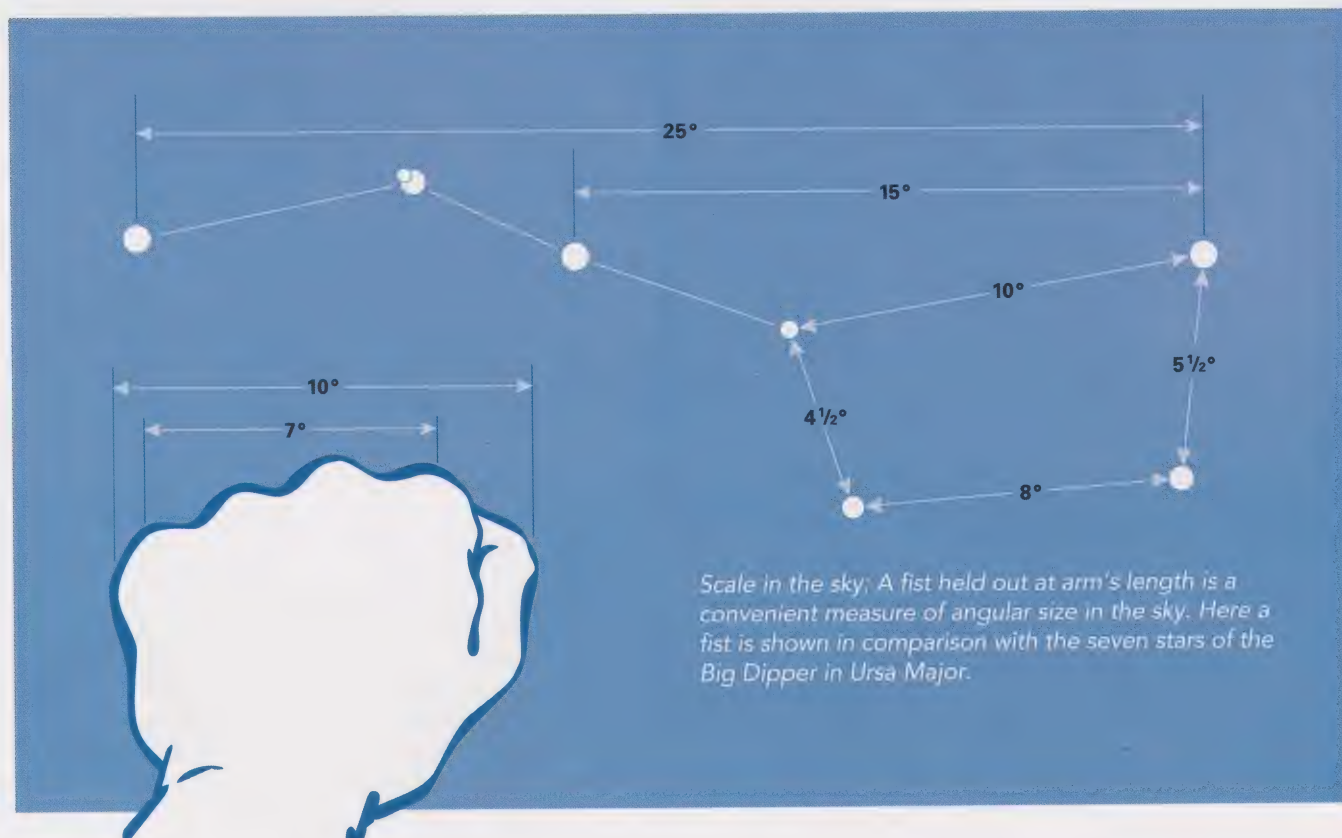 25°
15°
10°
5½°
10°
7°
4½°
8°
Scale in the sky: A fist held out at arm's length is a
convenient measure of angular size in the sky. Here a
fist is shown in comparison with the seven stars of the
Big Dipper in Ursa Major.